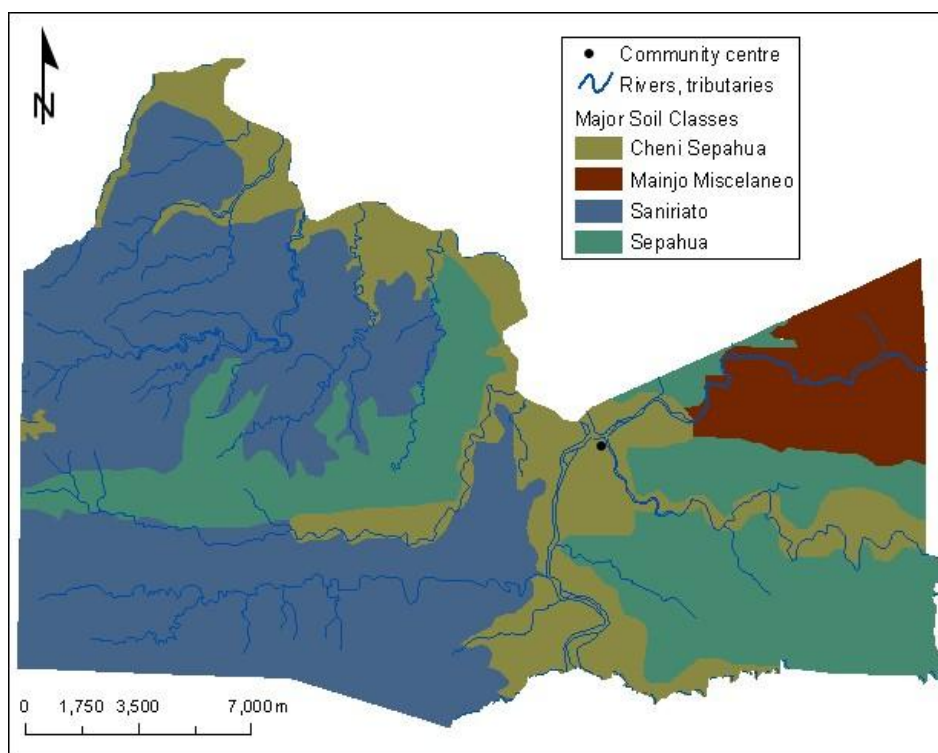 N
Community centre
Rivers, tributaries
Major Soil Classes
Cheni Sepahua
Mainjo Miscelaneo
Saniriato
Sepahua
0 1,750 3,500 7,000 m